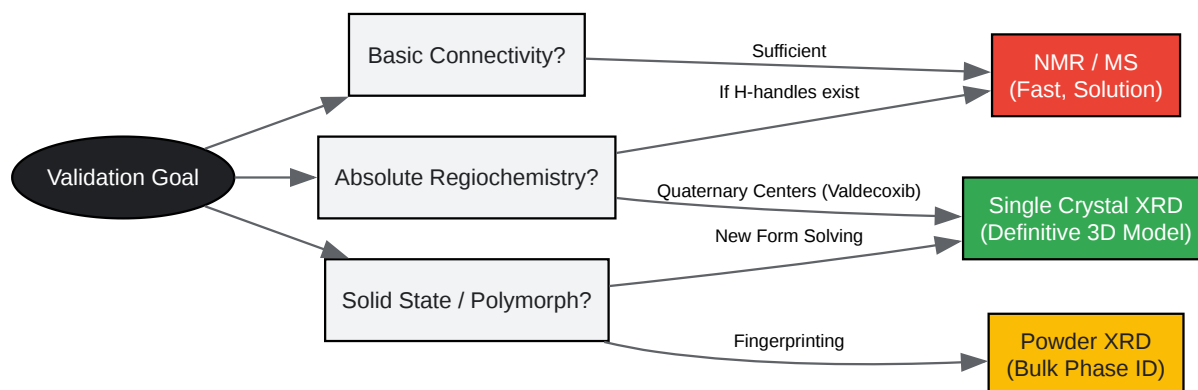 Basic Connectivity?
Sufficient
NMR / MS
(Fast, Solution)
If H-handles exist
Validation Goal
Absolute Regiochemistry?
Quaternary Centers (Valdecoxib)
Single Crystal XRD
(Definitive 3D Model)
New Form Solving
Solid State / Polymorph?
Fingerprinting
Powder XRD
(Bulk Phase ID)